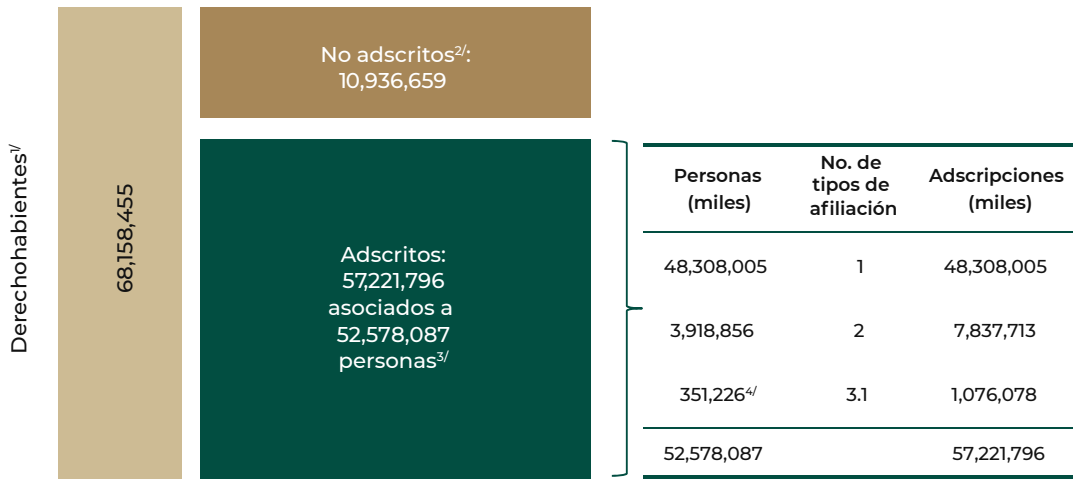 Derechohabientes1/
68,158,455
No adscritos2/:
10,936,659
Adscritos:
57,221,796
asociados a
52,578,087
personas3/
Personas
(miles)
No. de
tipos de
afiliación
Adscripciones
(miles)
48,308,005 1 48,308,005
3,918,856 2 7,837,713
351,2264/ 3.1 1,076,078
52,578,087 57,221,796